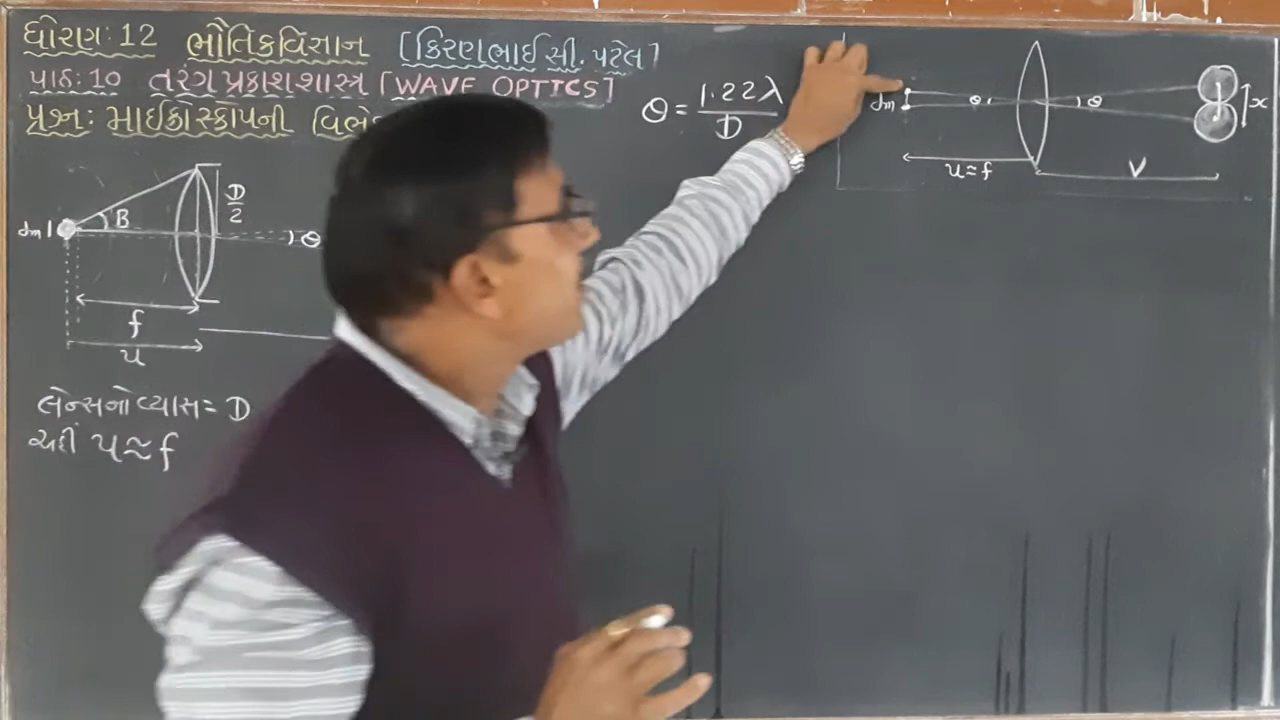 ધોરણ: 12 ભૌતિકવિજ્ઞાન [કિરણભાઈ સી. પટેલ]
પાઠ: 10 તરંગ પ્રકાશશાસ્ત્ર [WAVE OPTICS]
પ્રશ્ન: માઈક્રોસ્કોપની
θ = 1.22λ / D
dm
θ
θ
x
u≈f
v
dm
B
D/2
θ
f
u
લેન્સનો વ્યાસ = D
અહીં u≈f